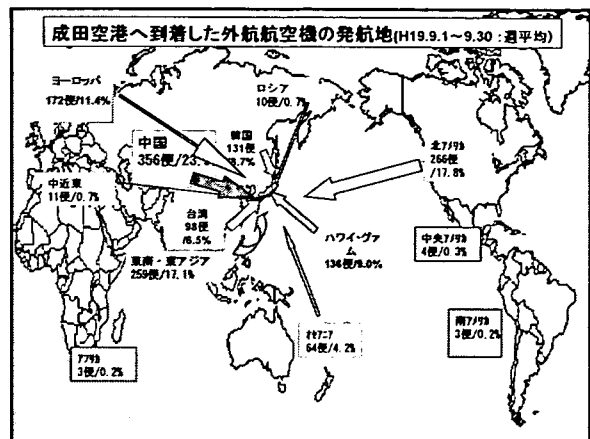 成田空港へ到着した外航航空機の発航地(H19.9.1～9.30 :週平均)
ヨーロッパ
172便/11.4%
ロシア
10便/0.7%
韓国
131便
/8.7%
中国
356便/23.
北アメリカ
266便
/17.8%
中近東
11便/0.7%
台湾
98便
/6.5%
東南・東アジア
259便/17.1%
ハワイ・グァ
ム
136便/9.0%
中央アメリカ
4便/0.3%
オセアニア
64便/4.2%
南アメリカ
3便/0.2%
アフリカ
3便/0.2%